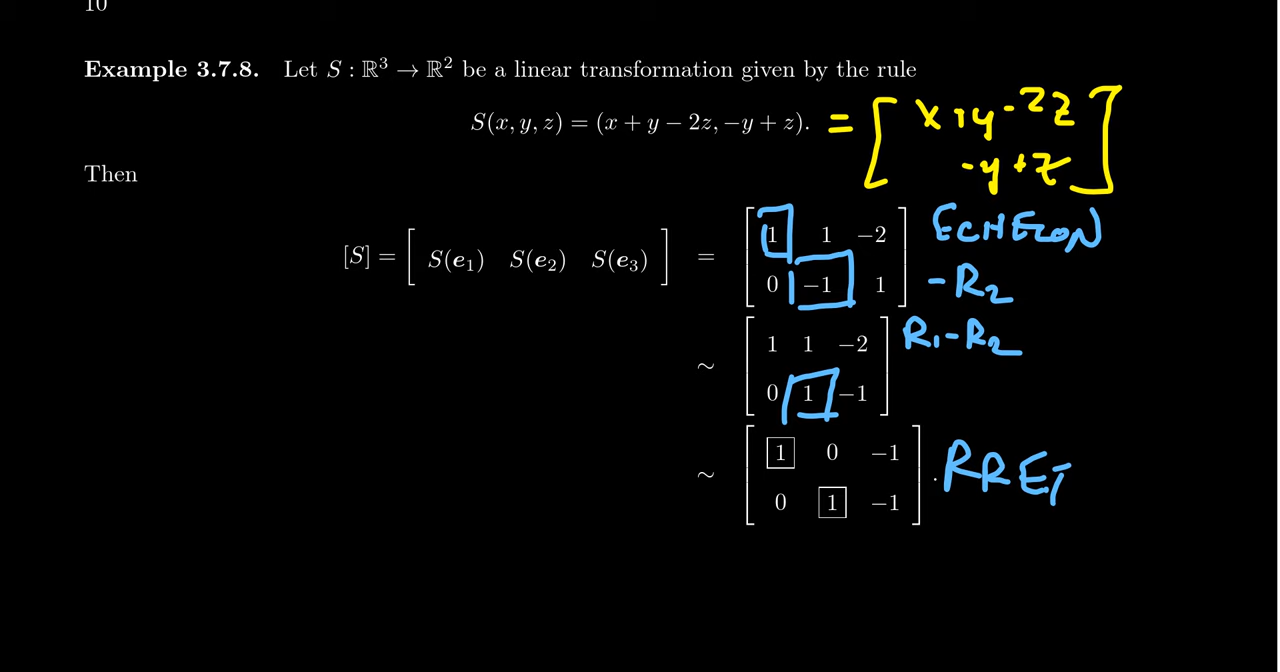 10
Example 3.7.8. Let S : ℝ³ → ℝ² be a linear transformation given by the rule
S(x, y, z) = (x + y − 2z, −y + z). = [ x + y - 2z
-y + z ]
Then
[S] = [ S(e₁) S(e₂) S(e₃) ] = [ 1 1 −2 ECHELON
0 −1 1 ] -R₂
∼ [ 1 1 −2 R₁-R₂
0 1 −1 ]
∼ [ 1 0 −1
0 1 −1 ] . RREF